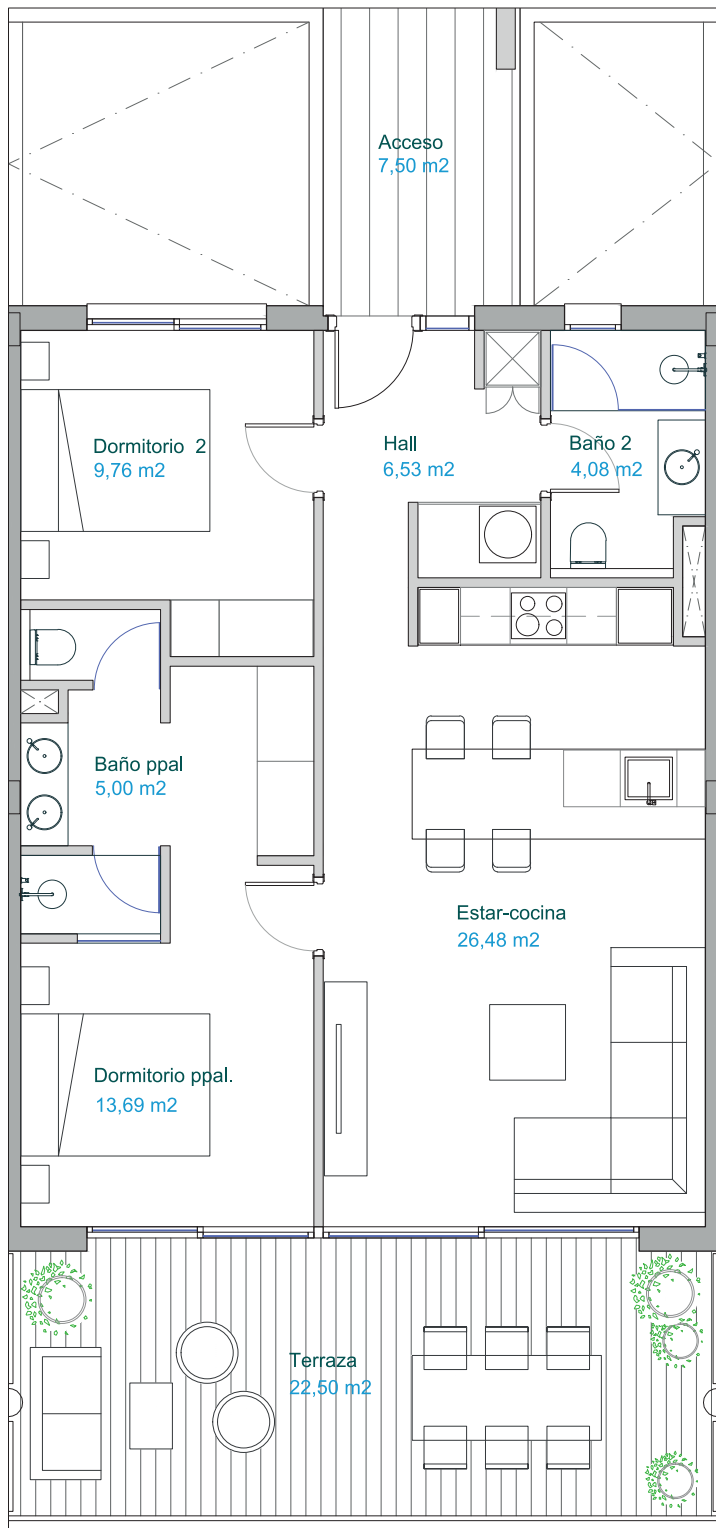 Acceso
7,50 m2
Dormitorio 2
9,76 m2
Hall
6,53 m2
Baño 2
4,08 m2
Baño ppal
5,00 m2
Estar-cocina
26,48 m2
Dormitorio ppal.
13,69 m2
Terraza
22,50 m2